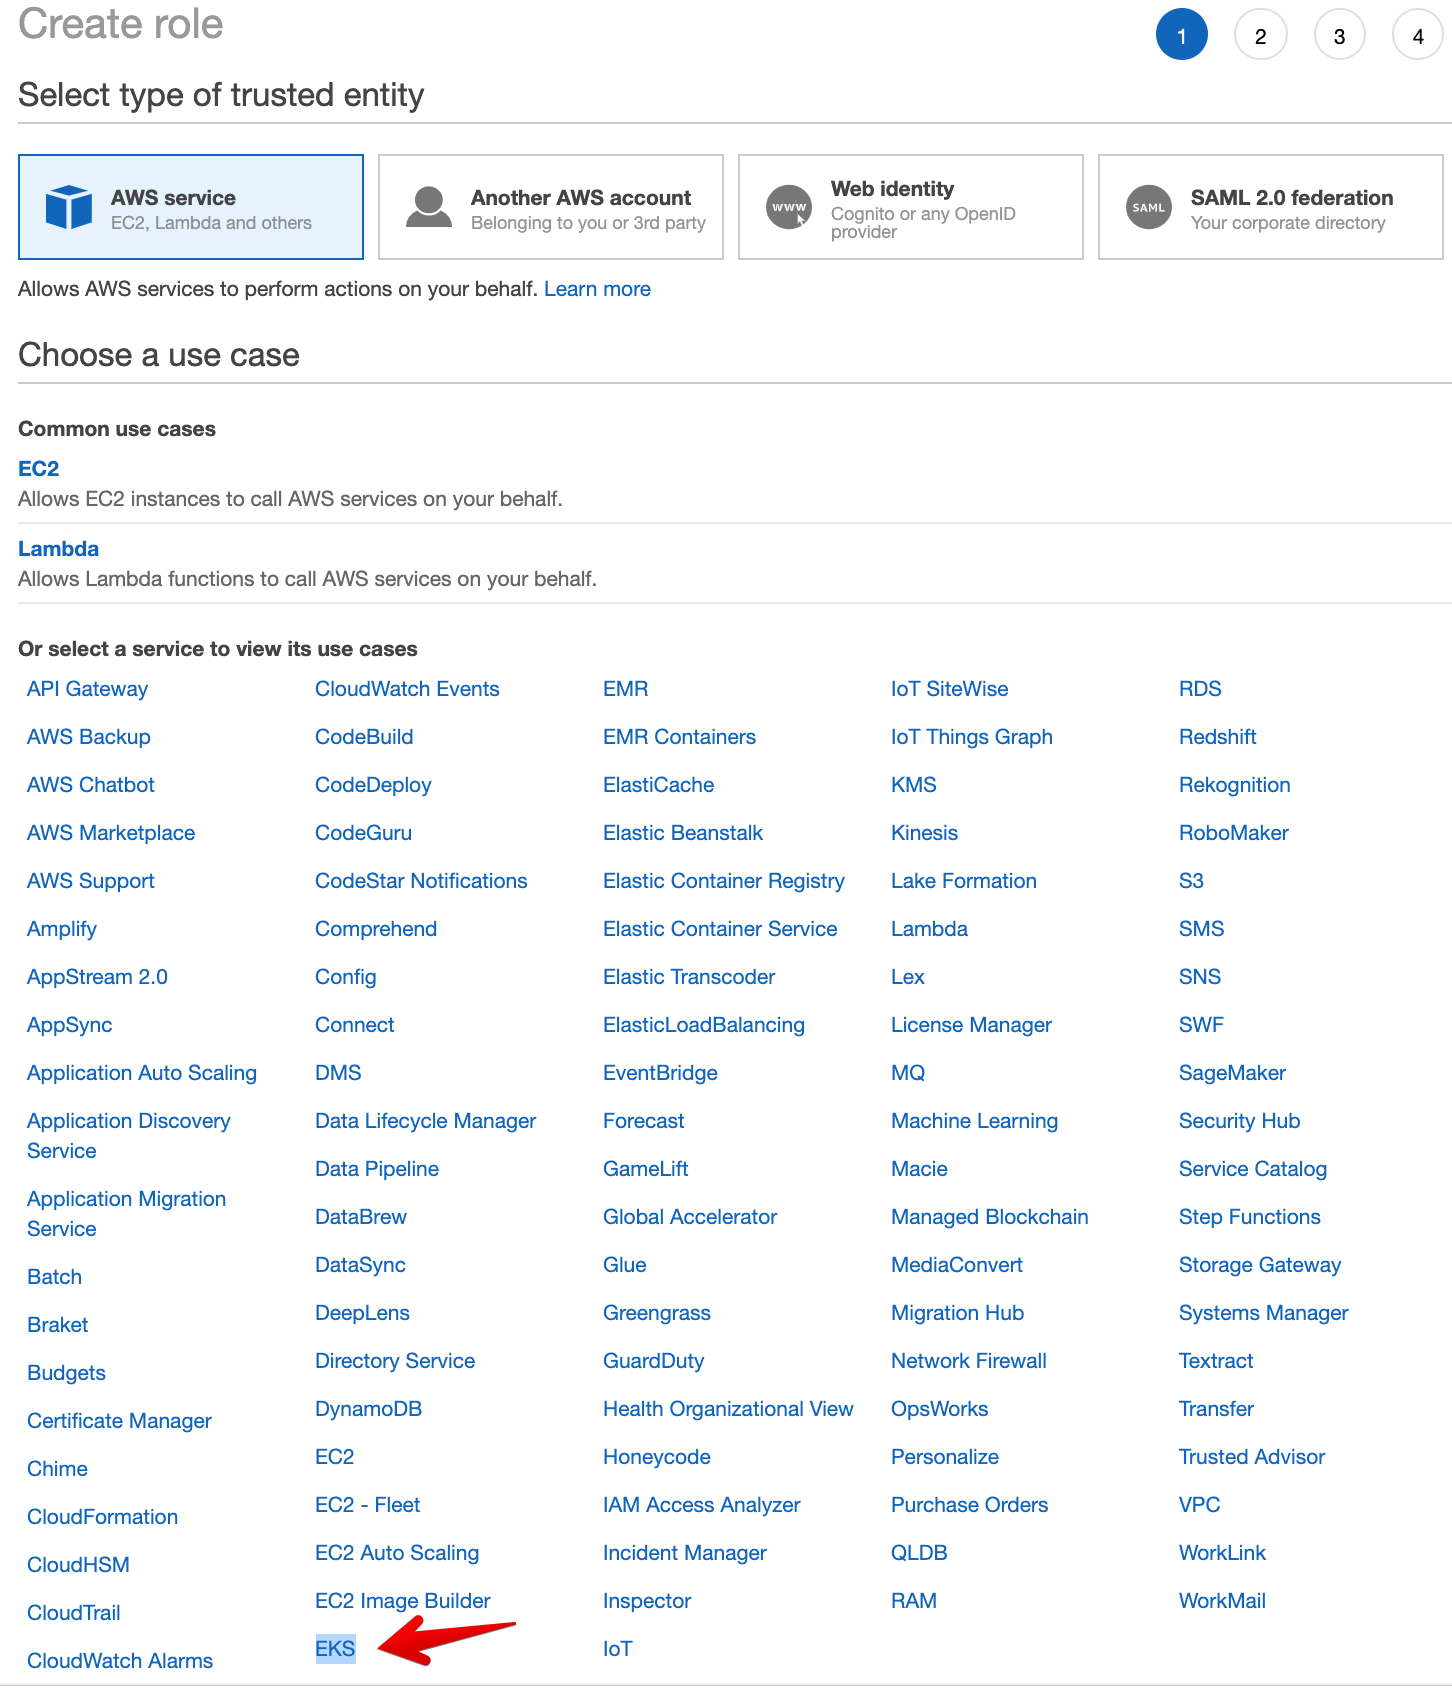 Create role
1 2 3 4
Select type of trusted entity
AWS service
EC2, Lambda and others
Another AWS account
Belonging to you or 3rd party
www
Web identity
Cognito or any OpenID
provider
SAML
SAML 2.0 federation
Your corporate directory
Allows AWS services to perform actions on your behalf. Learn more
Choose a use case
Common use cases
EC2
Allows EC2 instances to call AWS services on your behalf.
Lambda
Allows Lambda functions to call AWS services on your behalf.
Or select a service to view its use cases
API Gateway
AWS Backup
AWS Chatbot
AWS Marketplace
AWS Support
Amplify
AppStream 2.0
AppSync
Application Auto Scaling
Application Discovery
Service
Application Migration
Service
Batch
Braket
Budgets
Certificate Manager
Chime
CloudFormation
CloudHSM
CloudTrail
CloudWatch Alarms
CloudWatch Events
CodeBuild
CodeDeploy
CodeGuru
CodeStar Notifications
Comprehend
Config
Connect
DMS
Data Lifecycle Manager
Data Pipeline
DataBrew
DataSync
DeepLens
Directory Service
DynamoDB
EC2
EC2 - Fleet
EC2 Auto Scaling
EC2 Image Builder
EKS
EMR
EMR Containers
ElastiCache
Elastic Beanstalk
Elastic Container Registry
Elastic Container Service
Elastic Transcoder
ElasticLoadBalancing
EventBridge
Forecast
GameLift
Global Accelerator
Glue
Greengrass
GuardDuty
Health Organizational View
Honeycode
IAM Access Analyzer
Incident Manager
Inspector
IoT
IoT SiteWise
IoT Things Graph
KMS
Kinesis
Lake Formation
Lambda
Lex
License Manager
MQ
Machine Learning
Macie
Managed Blockchain
MediaConvert
Migration Hub
Network Firewall
OpsWorks
Personalize
Purchase Orders
QLDB
RAM
RDS
Redshift
Rekognition
RoboMaker
S3
SMS
SNS
SWF
SageMaker
Security Hub
Service Catalog
Step Functions
Storage Gateway
Systems Manager
Textract
Transfer
Trusted Advisor
VPC
WorkLink
WorkMail